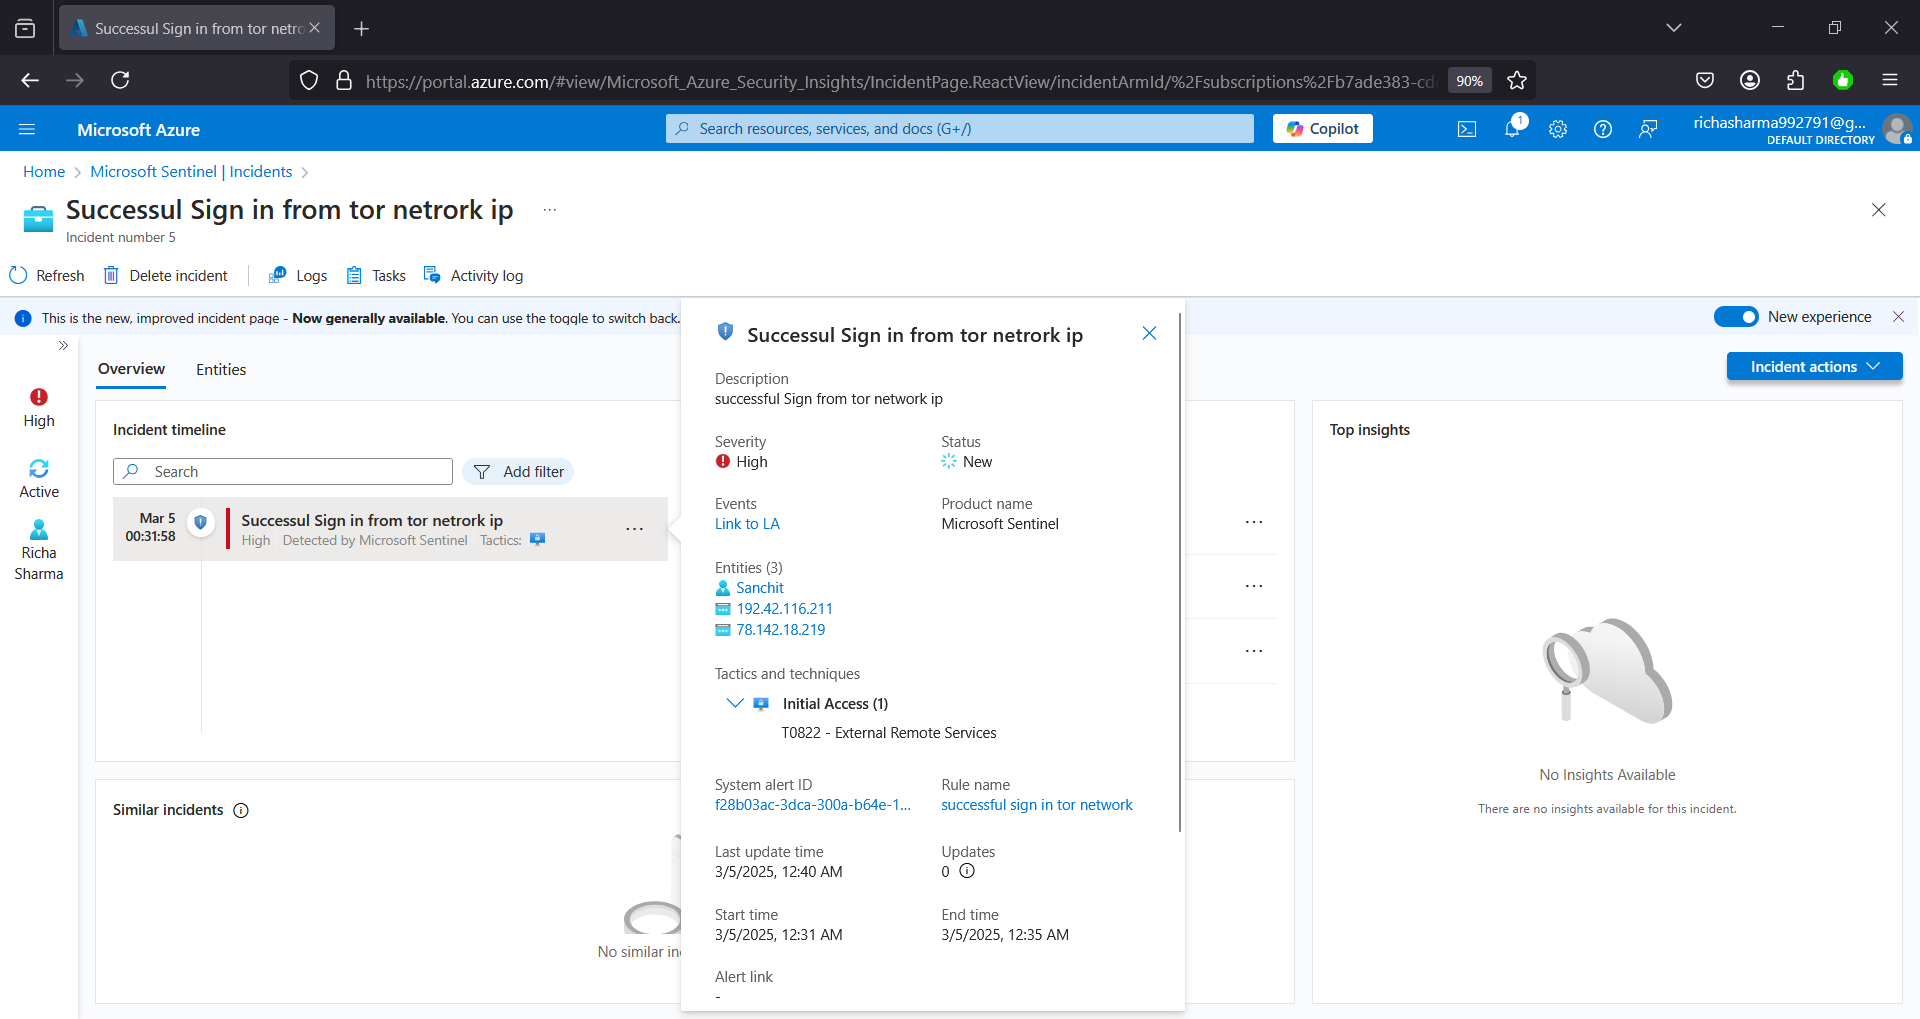 Successul Sign in from tor netro
https://portal.azure.com/#view/Microsoft_Azure_Security_Insights/IncidentPage.ReactView/incidentArmId/%2Fsubscriptions%2Fb7ade383-cd
90%
Microsoft Azure
Search resources, services, and docs (G+/)
Copilot
1
richasharma992791@g...
DEFAULT DIRECTORY
Home
Microsoft Sentinel | Incidents
Successul Sign in from tor netrork ip
...
Incident number 5
Refresh
Delete incident
Logs
Tasks
Activity log
This is the new, improved incident page - Now generally available. You can use the toggle to switch back.
New experience
High
Active
Richa
Sharma
Overview
Entities
Incident actions
Incident timeline
Search
Add filter
Mar 5
00:31:58
Successul Sign in from tor netrork ip
High
Detected by Microsoft Sentinel
Tactics:
...
Similar incidents
No similar in
Successul Sign in from tor netrork ip
Description
successful Sign from tor network ip
Severity
High
Status
New
Events
Link to LA
Product name
Microsoft Sentinel
Entities (3)
Sanchit
192.42.116.211
78.142.18.219
Tactics and techniques
Initial Access (1)
T0822 - External Remote Services
System alert ID
f28b03ac-3dca-300a-b64e-1...
Rule name
successful sign in tor network
Last update time
3/5/2025, 12:40 AM
Updates
0
Start time
3/5/2025, 12:31 AM
End time
3/5/2025, 12:35 AM
Alert link
-
...
...
...
Top insights
No Insights Available
There are no insights available for this incident.